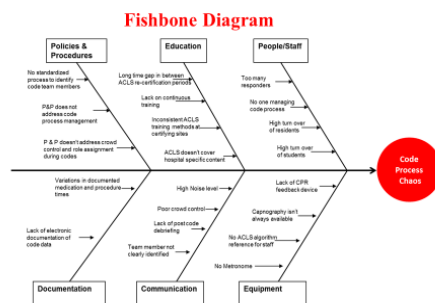 Fishbone Diagram
Policies &
Procedures
Education
People/Staff
No standardized
process to identify
code team members
P&P does not
address code
process management
P & P doesn't address crowd
control and role assignment
during codes
Long time gap in between
ACLS re-certification periods
Lack on continuous
training
Inconsistent ACLS
training methods at
certifying sites
ACLS doesn't cover
hospital specific content
Too many
responders
No one managing code
process
High turn over
of residents
High turn over
of students
Code
Process
Chaos
Variations in documented
medication and procedure
times
Lack of electronic
documentation of
code data
High Noise level
Poor crowd control
Lack of post code
debriefing
Team member not
clearly identified
Lack of CPR
feedback device
Capnography isn't
always available
No ACLS algorithm
reference for staff
No Metronome
Documentation
Communication
Equipment